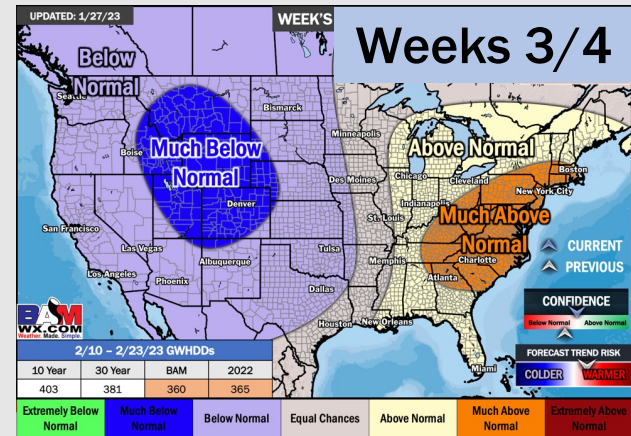 UPDATED: 1/27/23
WEEK'S
Weeks 3/4
Below
Normal
Seattle
Bismarck
Minneapolis
Boise
Much Below
Normal
Above Normal
Boston
Des Moines
Chicago
Cleveland
New York City
Denver
Indianapolis
St. Louis
Much Above
Normal
San Francisco
Las Vegas
Tulsa
Memphis
Charlotte
CURRENT
Albuquerque
PREVIOUS
Los Angeles
Phoenix
Dallas
Atlanta
CONFIDENCE
Below Normal
Above Normal
BAM
WX.COM
Weather. Made. Simple.
Houston
New Orleans
FORECAST TREND RISK
COLDER
WARMER
Miami
2/10 – 2/23/23 GWHDDs
10 Year 30 Year BAM 2022
403 381 360 365
Extremely Below
Normal
Much Below
Normal
Below Normal
Equal Chances
Above Normal
Much Above
Normal
Extremely Above
Normal